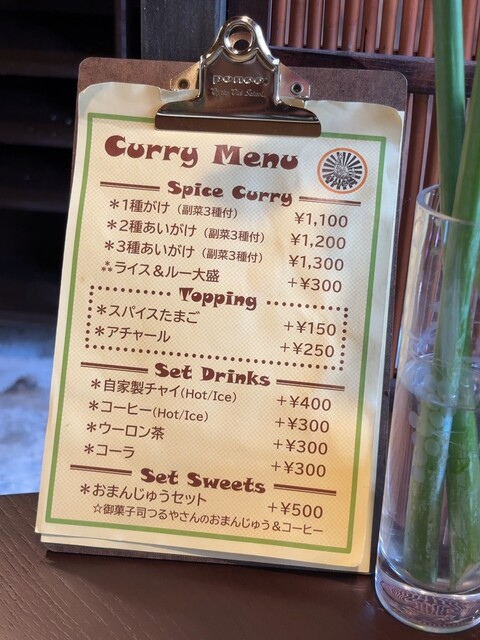 Curry Menu
Spice Curry
＊1種がけ（副菜3種付） ¥1,100
＊2種あいがけ（副菜3種付） ¥1,200
＊3種あいがけ（副菜3種付） ¥1,300
⁂ライス＆ルー大盛 +¥300
Topping
＊スパイスたまご +¥150
＊アチャール +¥250
Set Drinks
＊自家製チャイ(Hot/Ice) +¥400
＊コーヒー(Hot/Ice) +¥300
＊ウーロン茶 +¥300
＊コーラ +¥300
Set Sweets
＊おまんじゅうセット +¥500
☆御菓子司つるやさんのおまんじゅう＆コーヒー